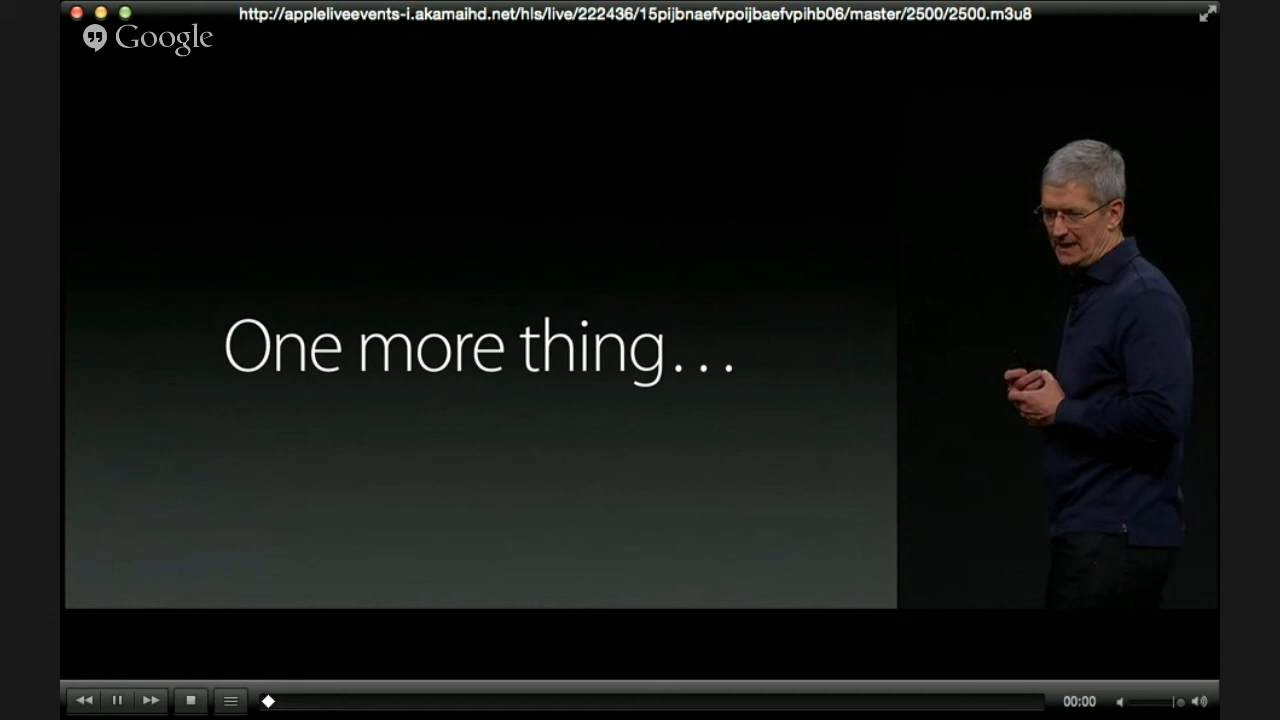 http://appleliveevents-i.akamaihd.net/hls/live/222436/15pijbnaefvpoijbaefvpihb06/master/2500/2500.m3u8
Google
One more thing...
00:00